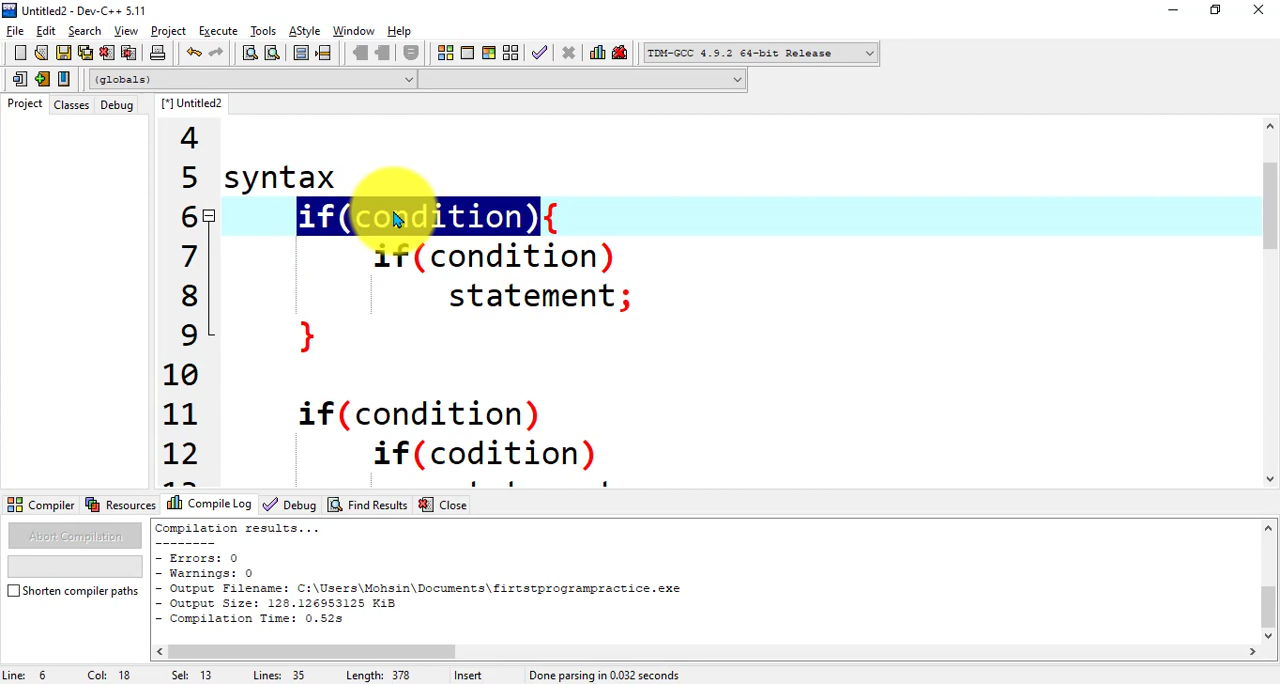 Untitled2 - Dev-C++ 5.11
File Edit Search View Project Execute Tools AStyle Window Help
TDM-GCC 4.9.2 64-bit Release
(globals)
Project Classes Debug [*] Untitled2
4
5 syntax
6 if(condition){
7 if(condition)
8 statement;
9 }
10
11 if(condition)
12 if(codition)
Compiler Resources Compile Log Debug Find Results Close
Abort Compilation
Shorten compiler paths
Compilation results...
--------
- Errors: 0
- Warnings: 0
- Output Filename: C:\Users\Mohsin\Documents\firtstprogrampractice.exe
- Output Size: 128.126953125 KiB
- Compilation Time: 0.52s
Line: 6 Col: 18 Sel: 13 Lines: 35 Length: 378 Insert Done parsing in 0.032 seconds